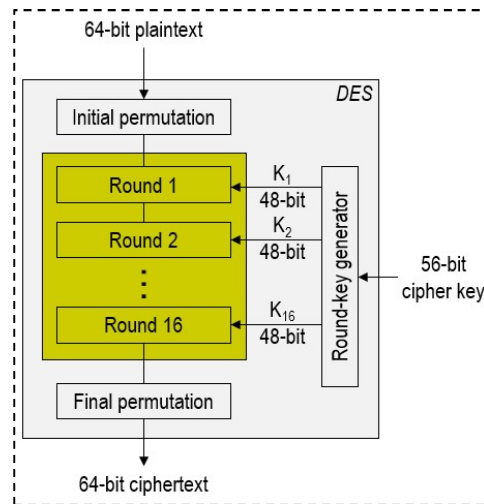 64-bit plaintext
DES
Initial permutation
Round 1
K₁
48-bit
Round 2
K₂
48-bit
Round 16
K₁₆
48-bit
Round-key generator
56-bit
cipher key
Final permutation
64-bit ciphertext